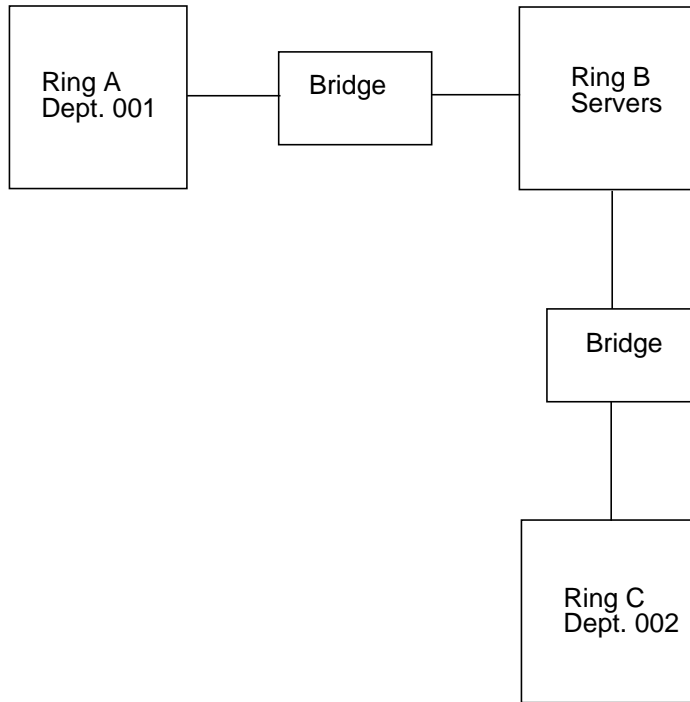 Ring A
Dept. 001
Bridge
Ring B
Servers
Bridge
Ring C
Dept. 002